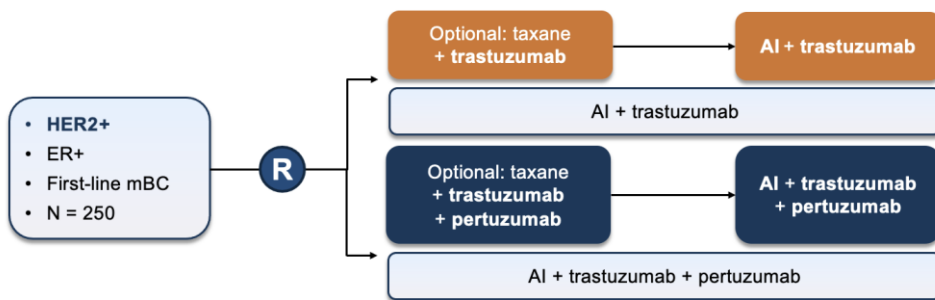 • HER2+
• ER+
• First-line mBC
• N = 250
R
Optional: taxane
+ trastuzumab
AI + trastuzumab
AI + trastuzumab
Optional: taxane
+ trastuzumab
+ pertuzumab
AI + trastuzumab
+ pertuzumab
AI + trastuzumab + pertuzumab